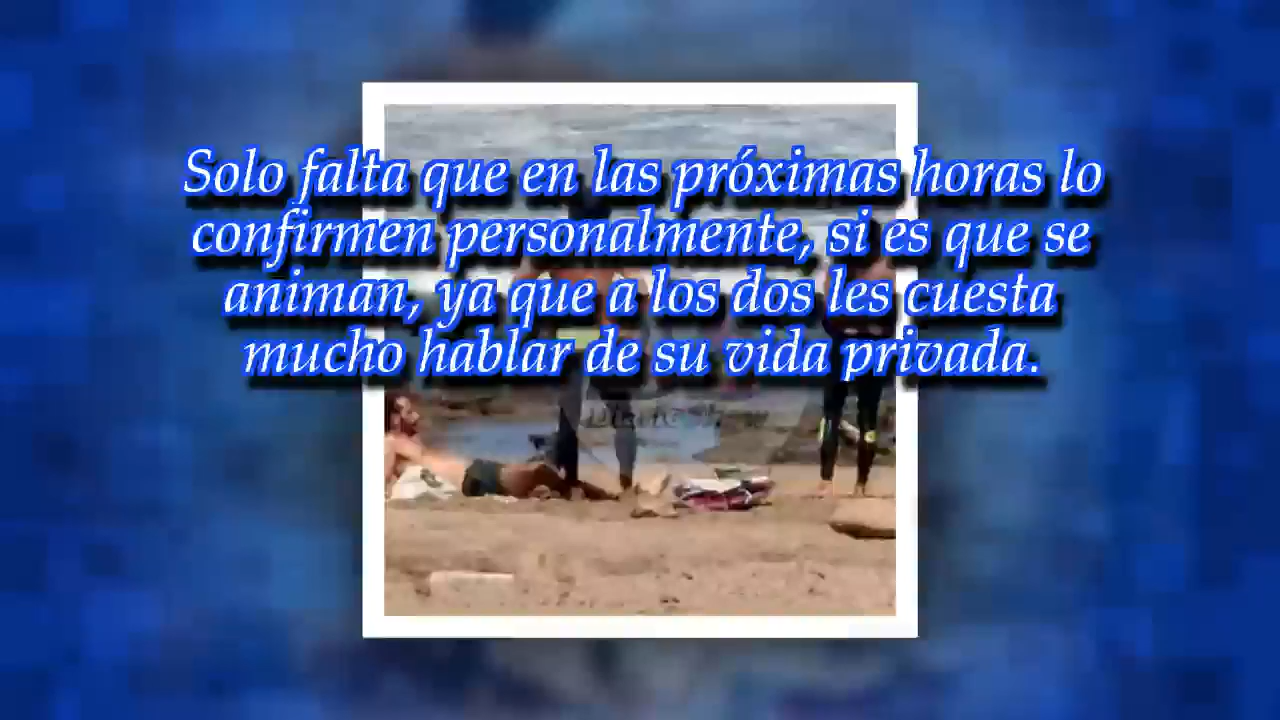 Solo falta que en las próximas horas lo
confirmen personalmente, si es que se
animan, ya que a los dos les cuesta
mucho hablar de su vida privada.